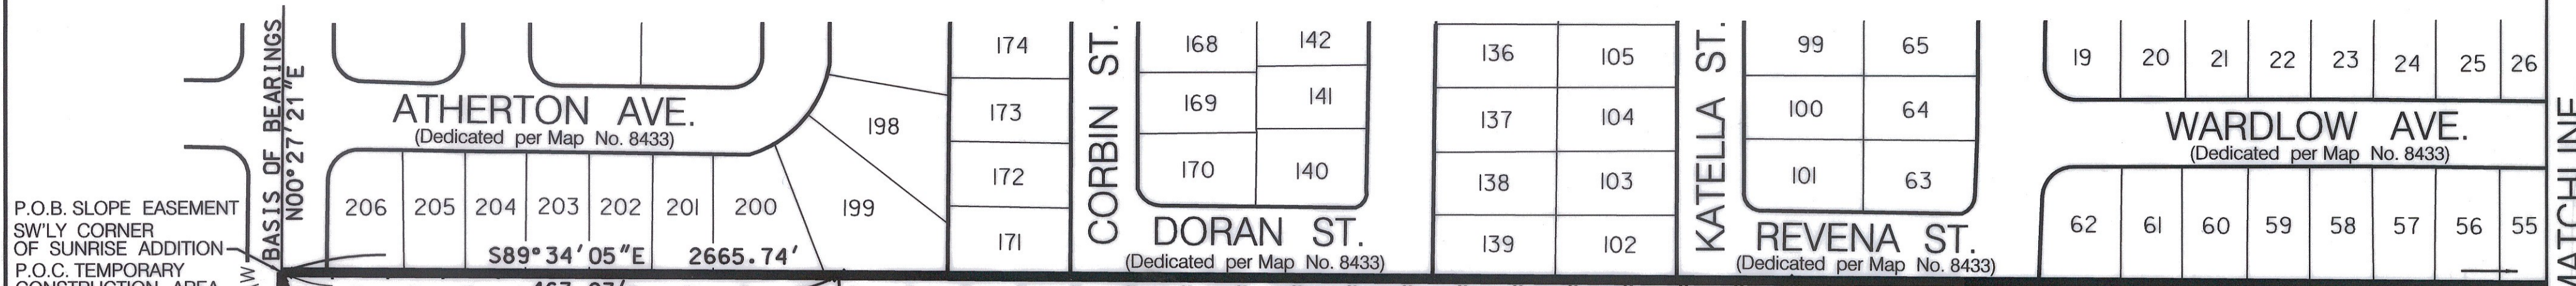 174
173
172
171
CORBIN ST.
168
142
169
141
170
140
136
105
137
104
138
103
139
102
KATELLA ST.
99
65
100
64
101
63
19
20
21
22
23
24
25
26
ATHERTON AVE.
(Dedicated per Map No. 8433)
198
199
WARDLOW AVE.
(Dedicated per Map No. 8433)
BASIS OF BEARINGS
N00°27'21"E
206
205
204
203
202
201
200
62
61
60
59
58
57
56
55
DORAN ST.
(Dedicated per Map No. 8433)
REVENA ST.
(Dedicated per Map No. 8433)
P.O.B. SLOPE EASEMENT
SW'LY CORNER
OF SUNRISE ADDITION
P.O.C. TEMPORARY
CONSTRUCTION AREA
S89°34'05"E 2665.74'
MATCHLINE